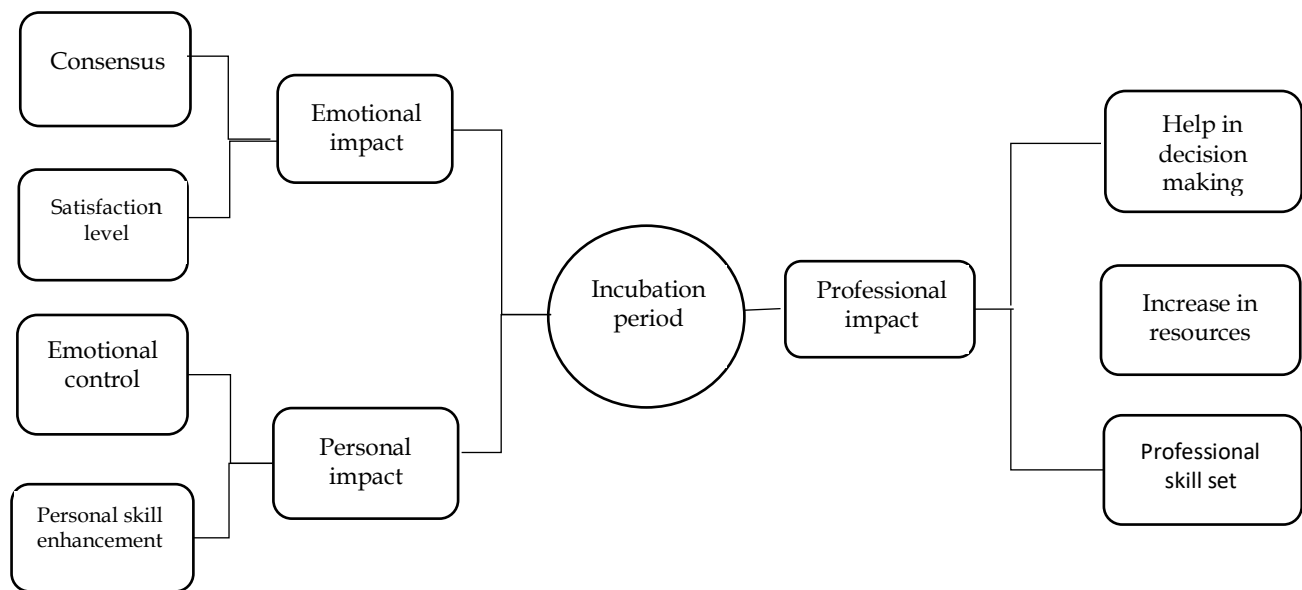 Consensus
Satisfaction
level
Emotional
control
Personal skill
enhancement
Emotional
impact
Personal
impact
Incubation
period
Professional
impact
Help in
decision
making
Increase in
resources
Professional
skill set